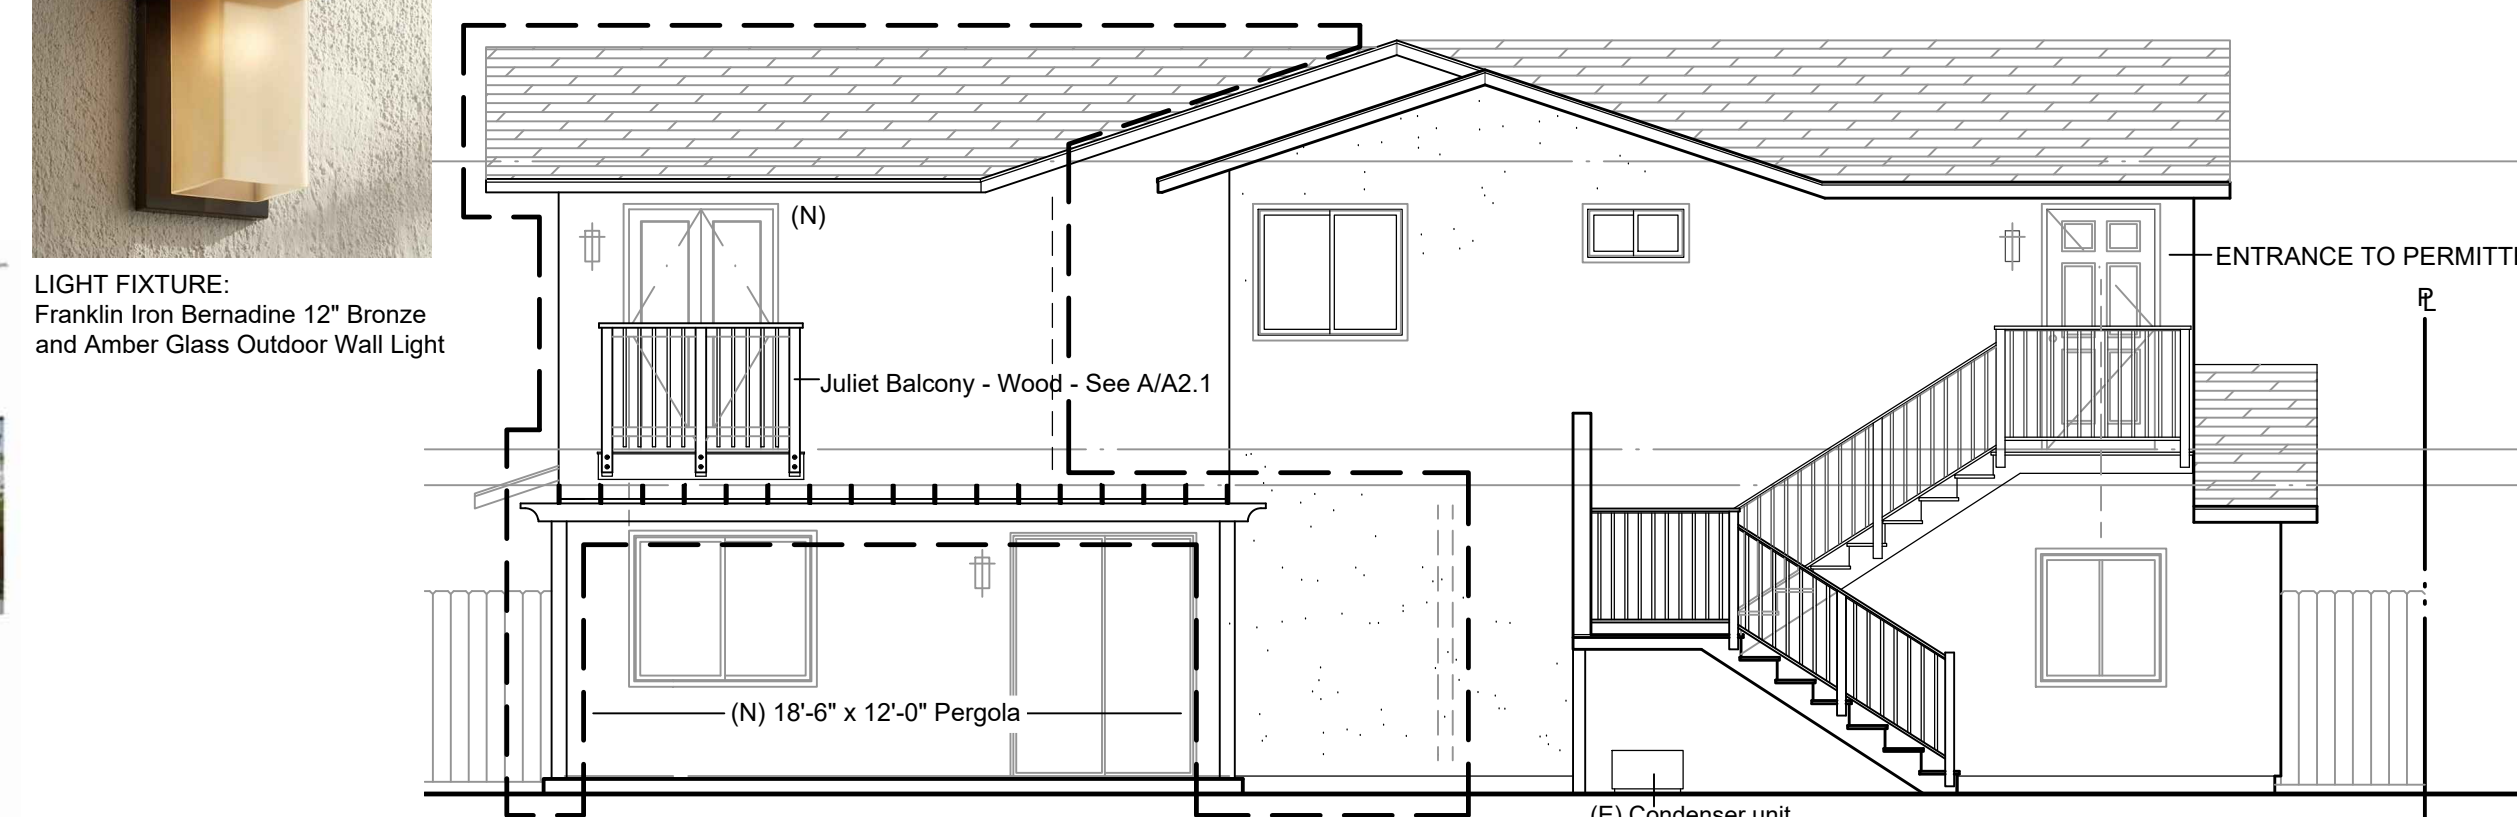 (N)
LIGHT FIXTURE:
Franklin Iron Bernadine 12" Bronze
and Amber Glass Outdoor Wall Light
ENTRANCE TO
PL
Juliet Balcony - Wood - See A/A2.1
(N) 18'-6" x 12'-0" Pergola
(E) Condenser unit